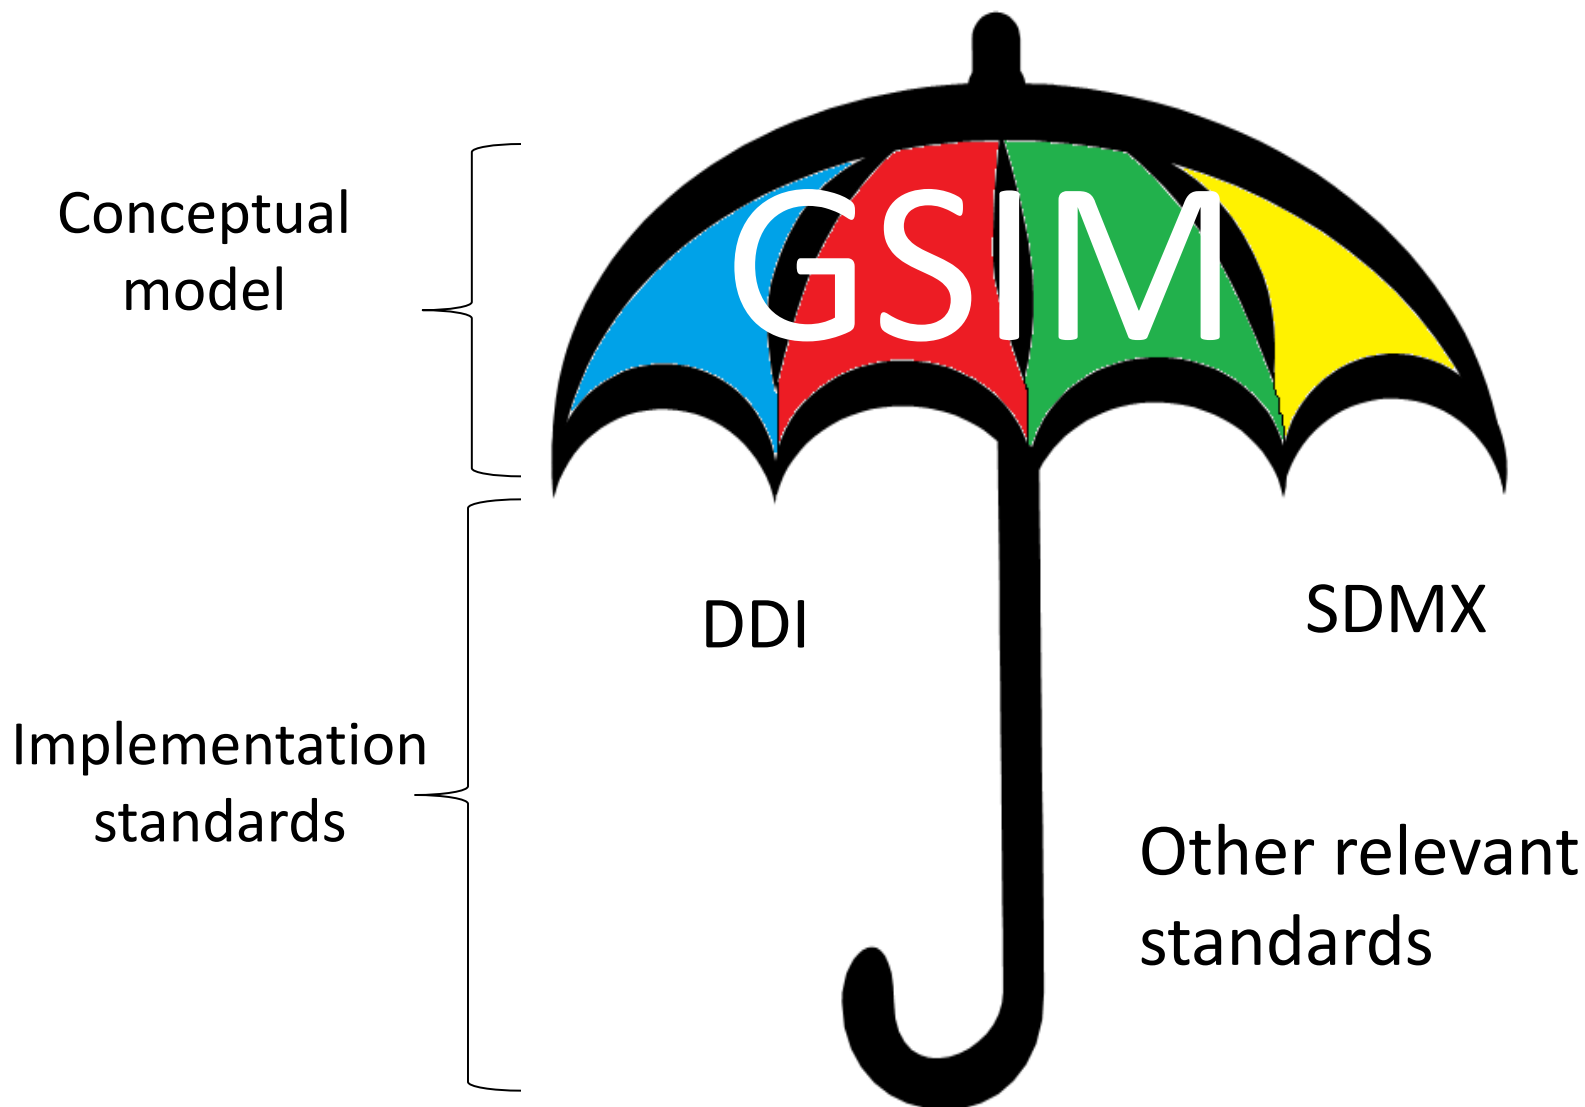 Conceptual
model
GSIM
DDI
SDMX
Implementation
standards
Other relevant
standards